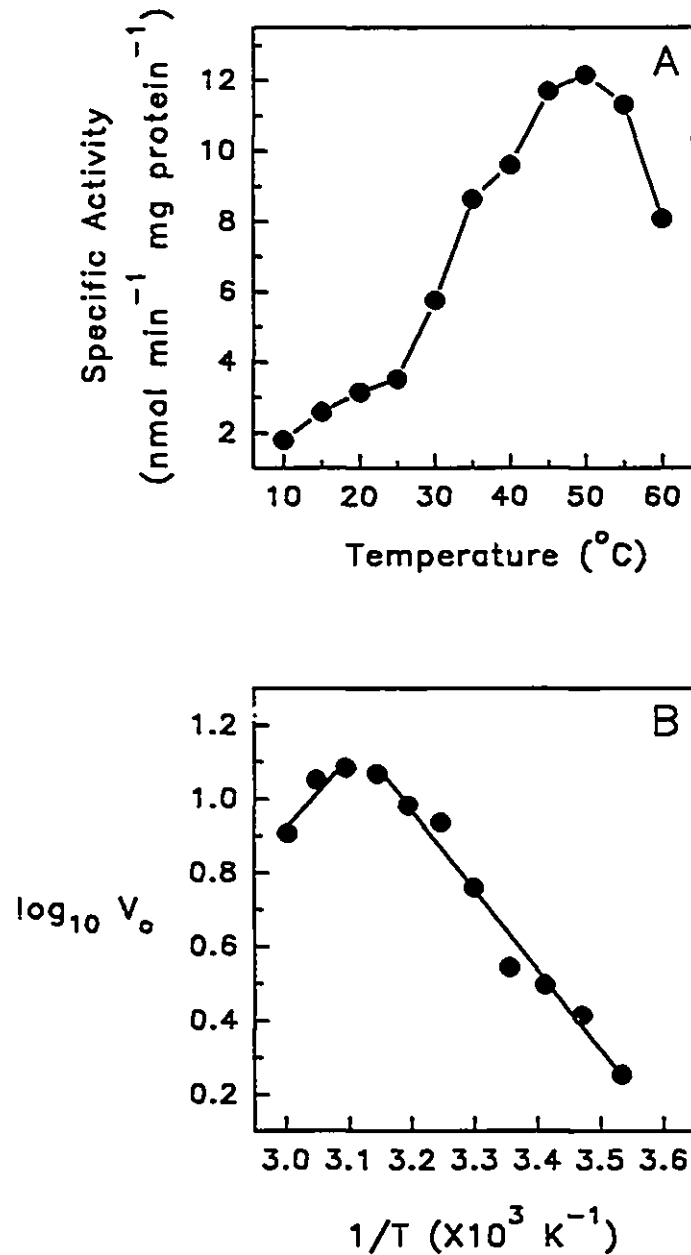 A
Specific Activity
(nmol min⁻¹ mg protein⁻¹)
12
10
8
6
4
2
10 20 30 40 50 60
Temperature (°C)
B
1.2
1.0
0.8
0.6
0.4
0.2
log₁₀ Vₒ
3.0 3.1 3.2 3.3 3.4 3.5 3.6
1/T (X10³ K⁻¹)